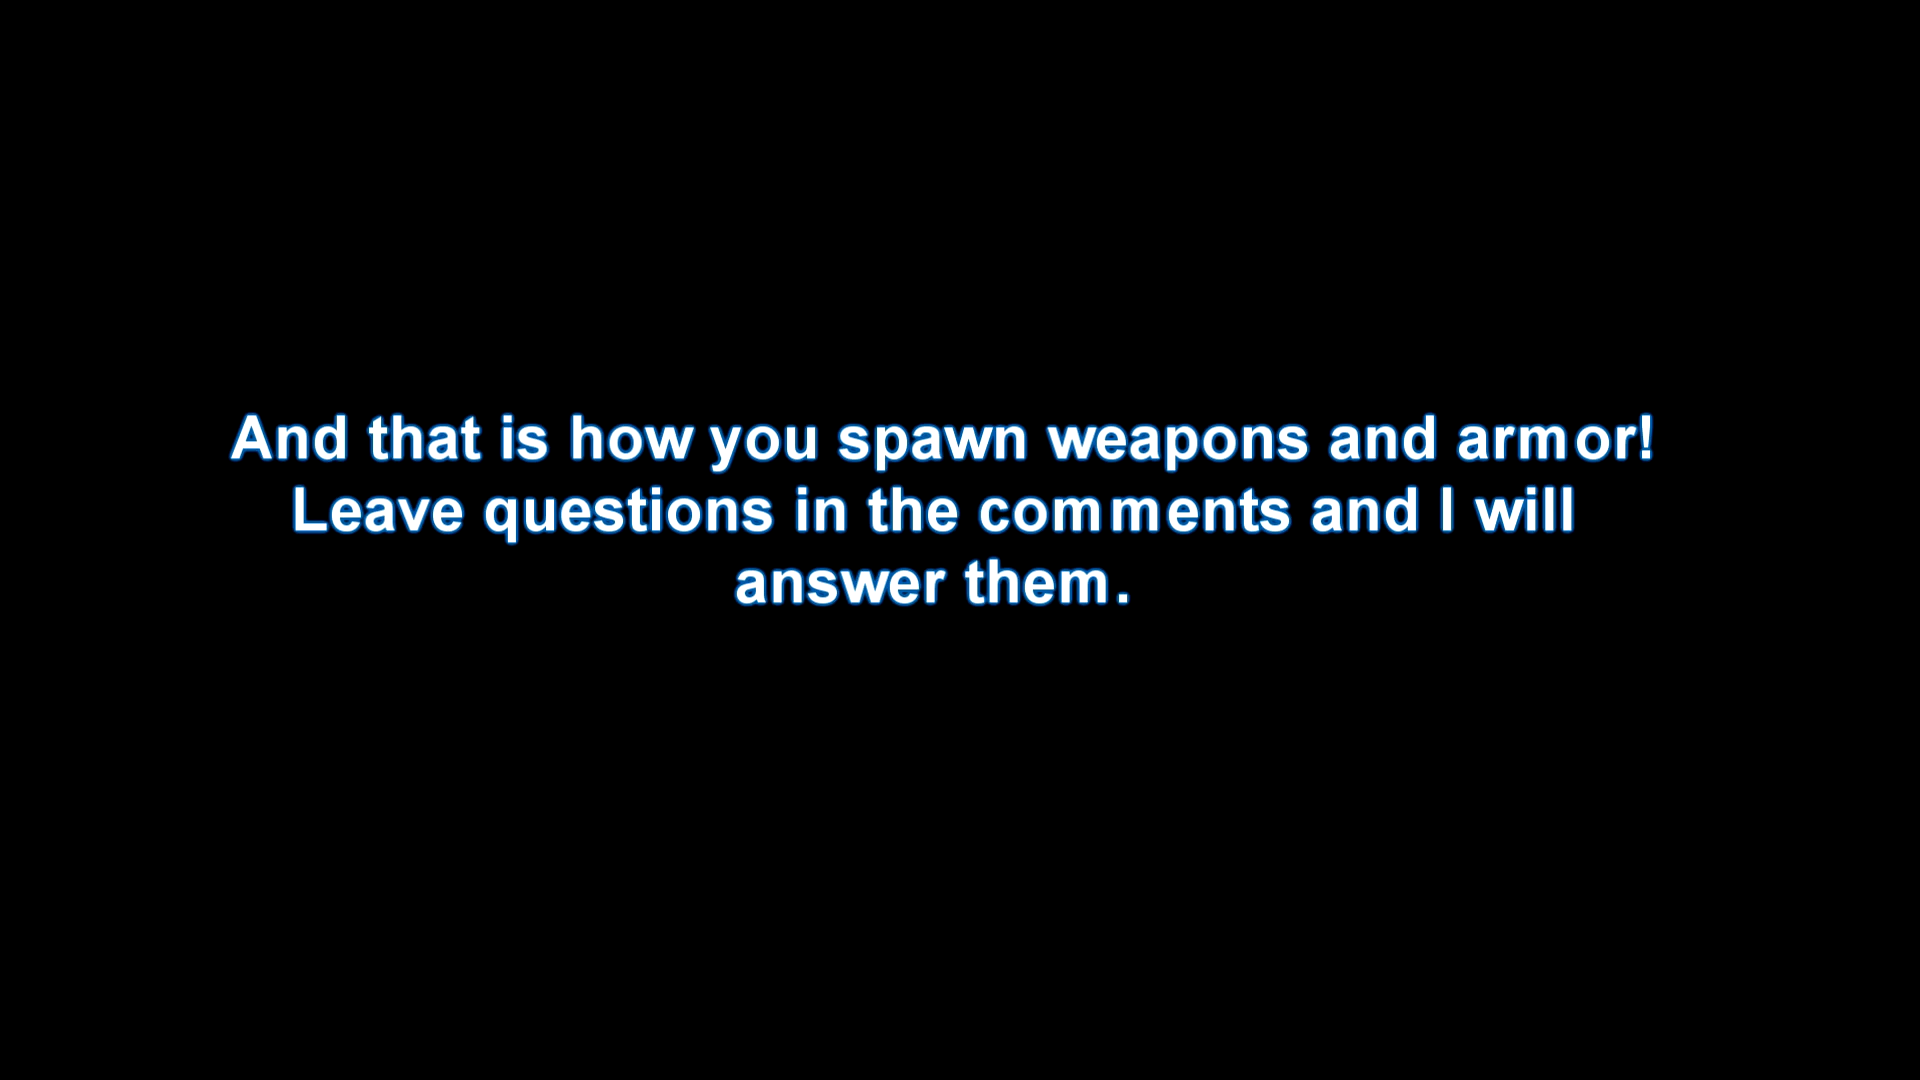 And that is how you spawn weapons and armor!
Leave questions in the comments and I will
answer them.